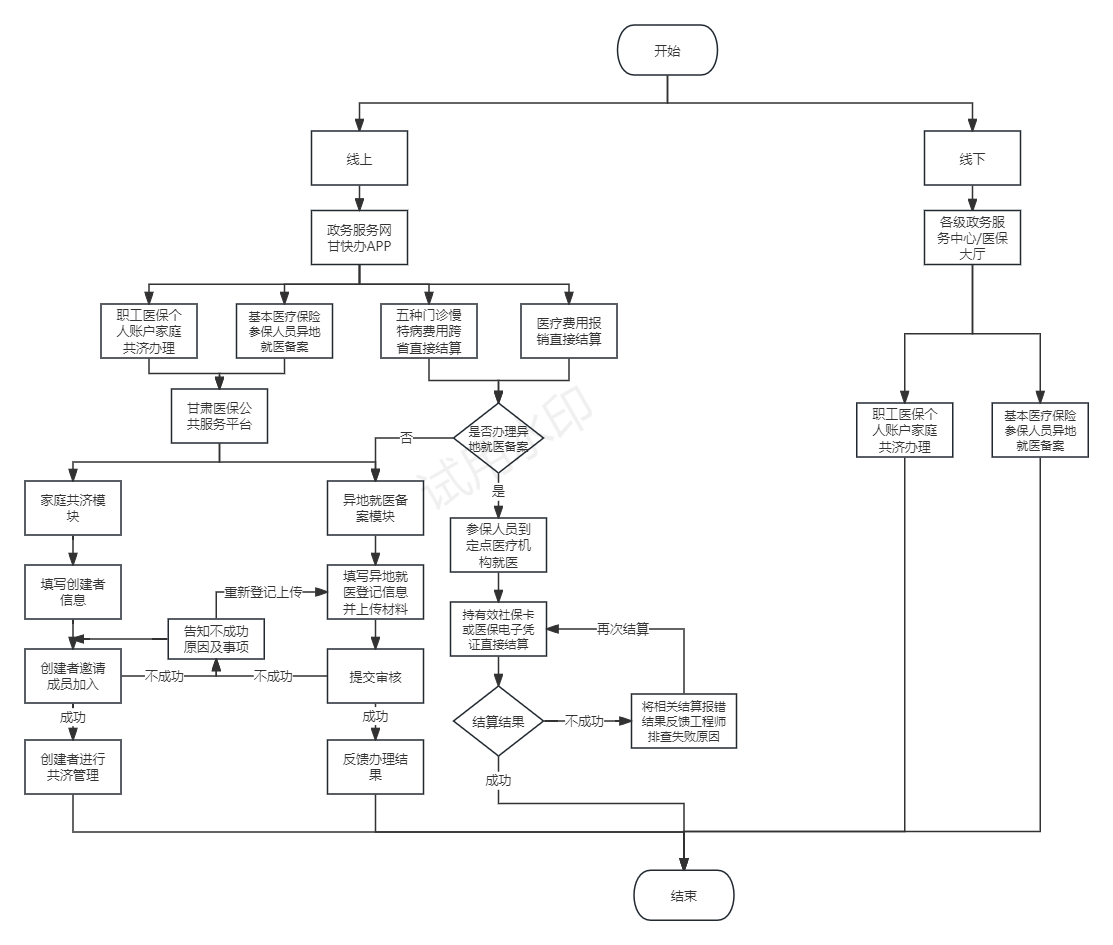 开始
线上
线下
政务服务网
甘快办APP
各级政务服
务中心/医保
大厅
职工医保个
人账户家庭
共济办理
基本医疗保险
参保人员异地
就医备案
五种门诊慢
特病费用跨
省直接结算
医疗费用报
销直接结算
甘肃医保公
共服务平台
是否办理异
地就医备案
否
是
职工医保个
人账户家庭
共济办理
基本医疗保险
参保人员异地
就医备案
家庭共济模
块
异地就医备
案模块
参保人员到
定点医疗机
构就医
填写创建者
信息
重新登记上传
填写异地就
医登记信息
并上传材料
持有效社保卡
或医保电子凭
证直接结算
再次结算
告知不成功
原因及事项
创建者邀请
成员加入
不成功
不成功
提交审核
成功
成功
结算结果
不成功
将相关结算报错
结果反馈工程师
排查失败原因
创建者进行
共济管理
反馈办理结
果
成功
结束
试用水印